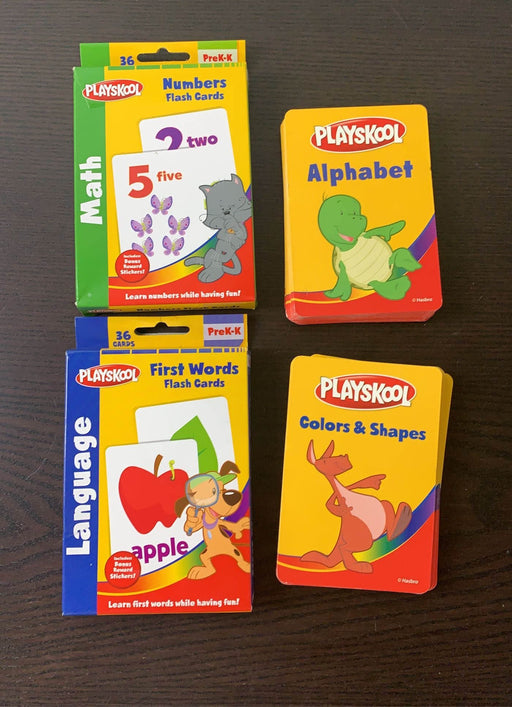 36
PreK-K
PLAYSKOOL
Numbers
Flash Cards
Math
2 two
5 five
Includes
Bonus
Reward
Stickers!
Learn numbers while having fun!
PLAYSKOOL
Alphabet
© Hasbro
36
CARDS
PreK-K
PLAYSKOOL
First Words
Flash Cards
Language
apple
Includes
Bonus
Reward
Stickers!
Learn first words while having fun!
PLAYSKOOL
Colors & Shapes
© Hasbro